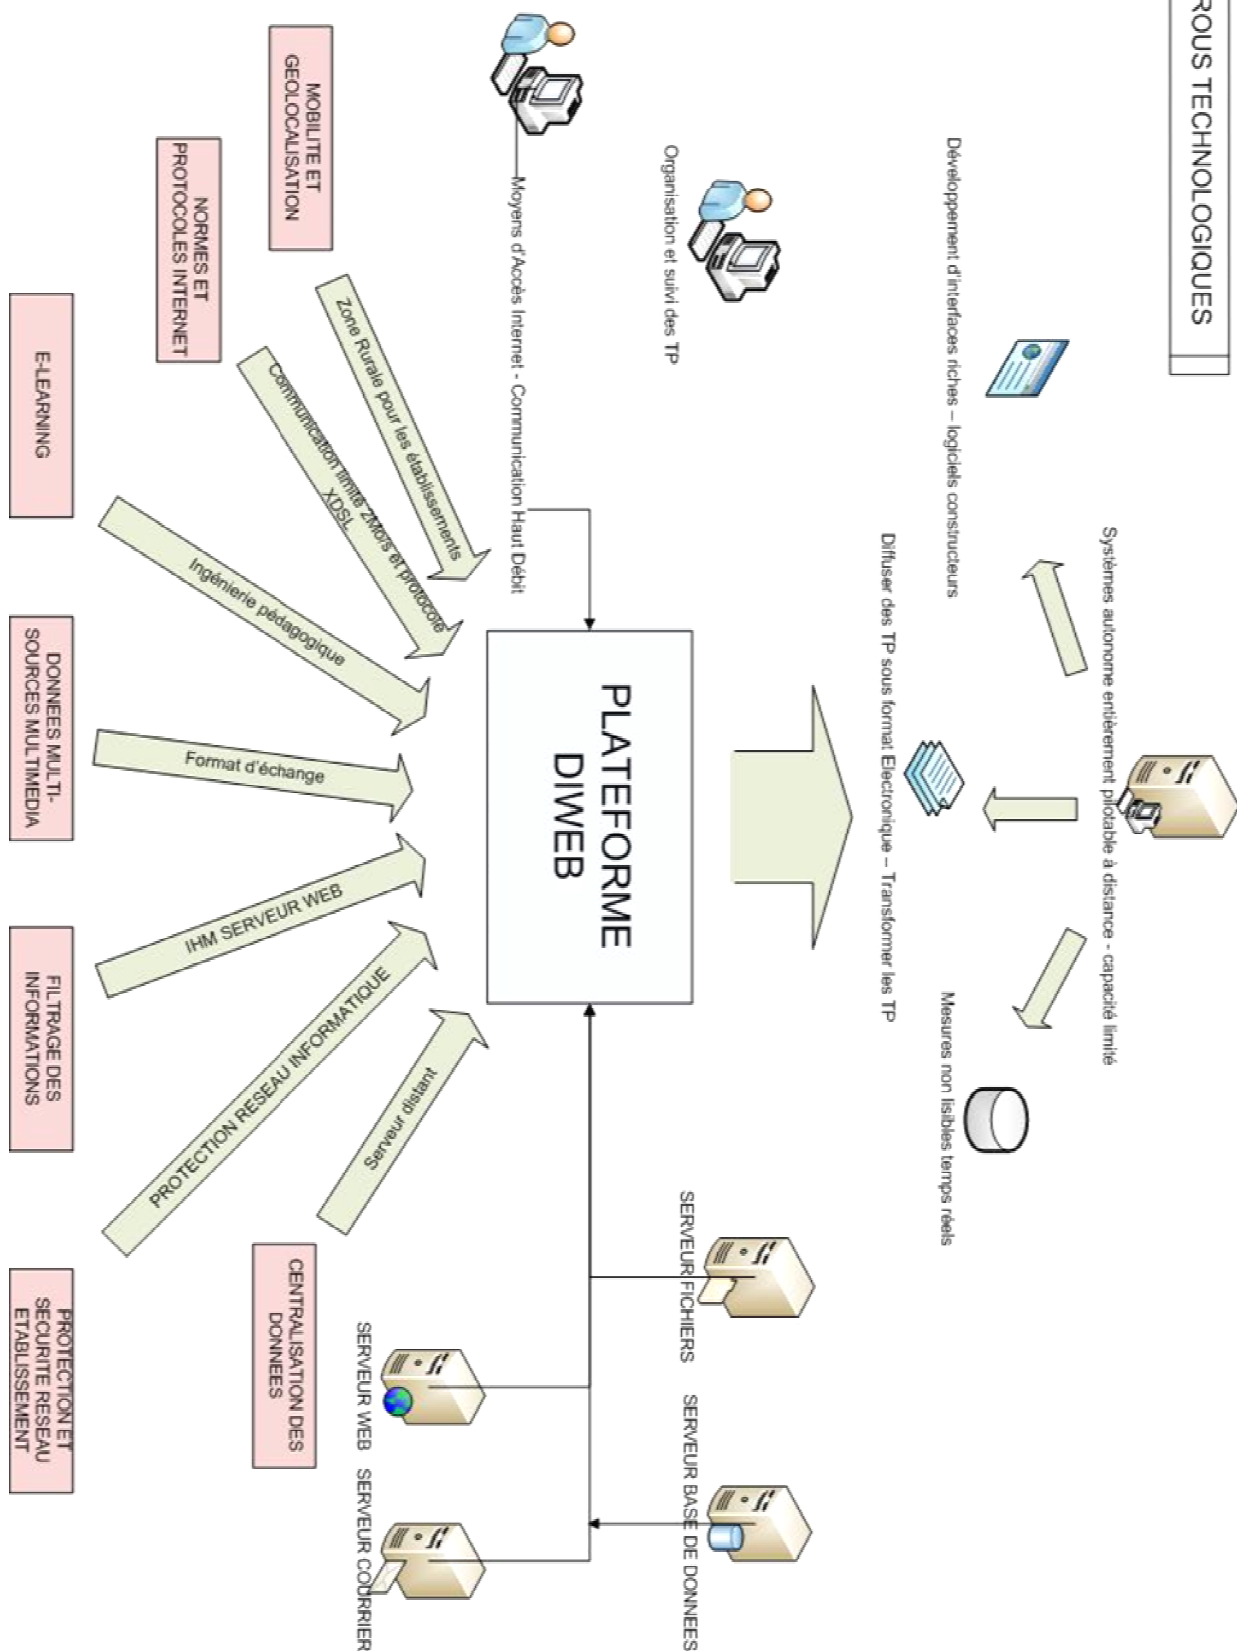 ROUS TECHNOLOGIQUES
Systèmes autonome entièrement pilotable à distance - capacité limité
Développement d'interfaces riches – logiciels constructeurs
Mesures non lisibles temps réels
Diffuser des TP sous format Electronique – Transformer les TP
Organisation et suivi des TP
SERVEUR FICHIERS
SERVEUR BASE DE DONNEES
PLATEFORME
DIWEB
Moyens d'Accès Internet - Communication Haut Débit
SERVEUR WEB
SERVEUR COURRIER
Zone Rurale pour les établissements
Communication limité 2Mo/s et protocole
XDSL
Ingénierie pédagogique
Format d'échange
IHM SERVEUR WEB
PROTECTION RESEAU INFORMATIQUE
Serveur distant
MOBILITE ET
GEOLOCALISATION
CENTRALISATION DES
DONNEES
NORMES ET
PROTOCOLES INTERNET
E-LEARNING
DONNEES MULTI-
SOURCES MULTIMEDIA
FILTRAGE DES
INFORMATIONS
PROTECTION ET
SECURITE RESEAU
ETABLISSEMENT